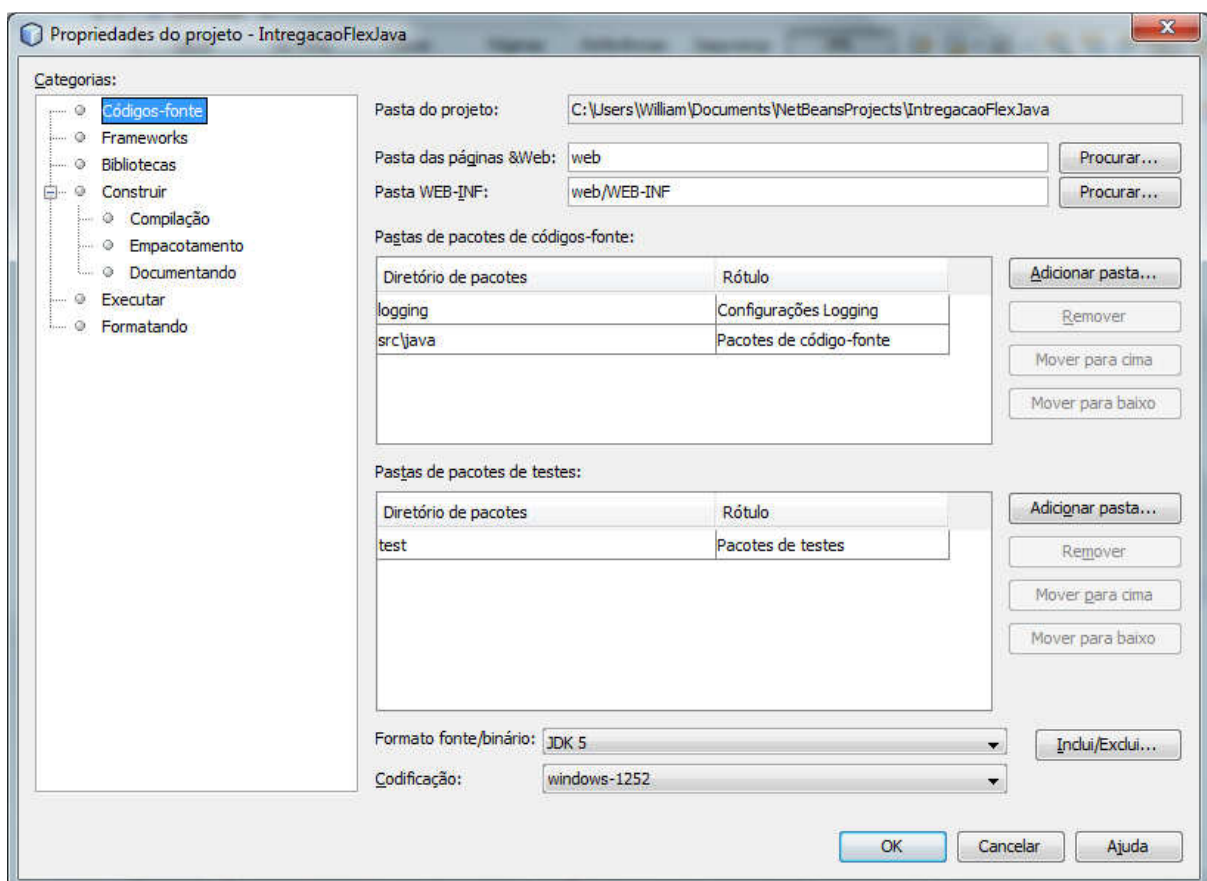 Propriedades do projeto - IntregacaoFlexJava
Categorias:
Códigos-fonte
Frameworks
Bibliotecas
Construir
Compilação
Empacotamento
Documentando
Executar
Formatando
Pasta do projeto: C:\Users\William\Documents\NetBeansProjects\IntregacaoFlexJava
Pasta das páginas &Web: web Procurar...
Pasta WEB-INF: web/WEB-INF Procurar...
Pastas de pacotes de códigos-fonte:
Diretório de pacotes Rótulo Adicionar pasta...
logging Configurações Logging Remover
src\java Pacotes de código-fonte
Mover para cima
Mover para baixo
Pastas de pacotes de testes:
Diretório de pacotes Rótulo Adicionar pasta...
test Pacotes de testes Remover
Mover para cima
Mover para baixo
Formato fonte/binário: JDK 5 Inclui/Exclui...
Codificação: windows-1252
OK Cancelar Ajuda